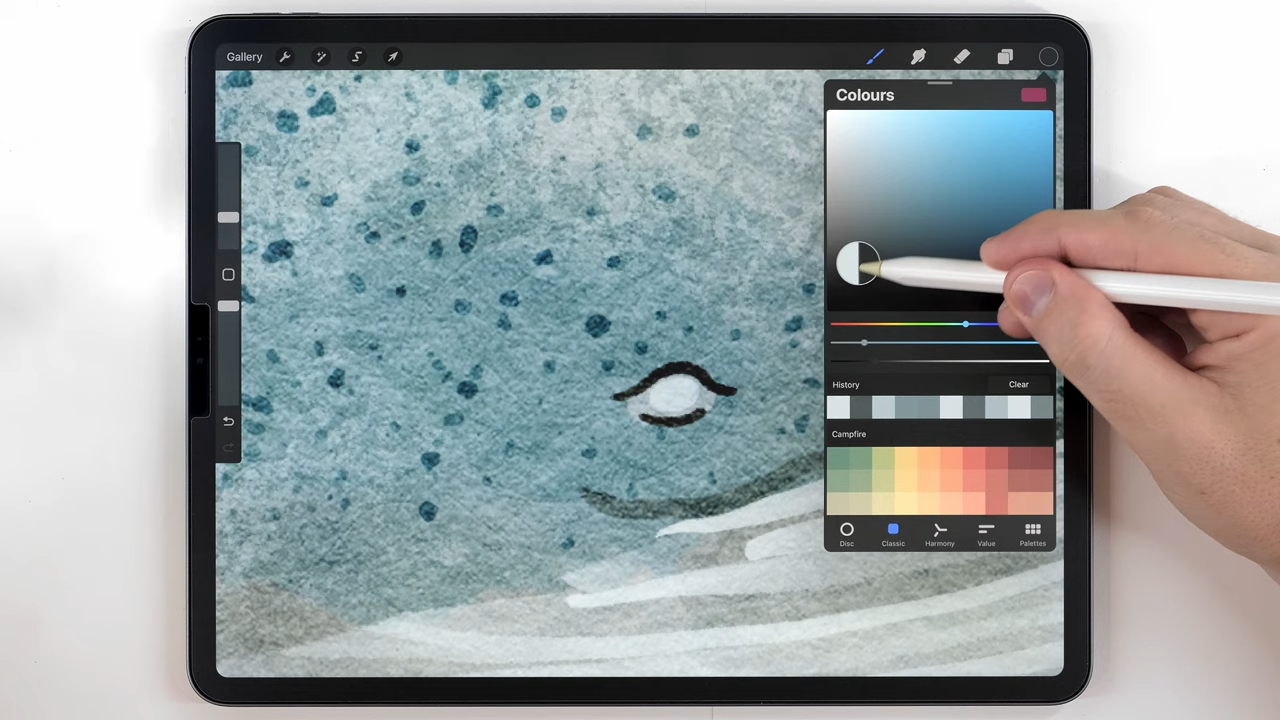 Gallery
Colours
History
Clear
Campfire
Disc
Classic
Harmony
Value
Palettes